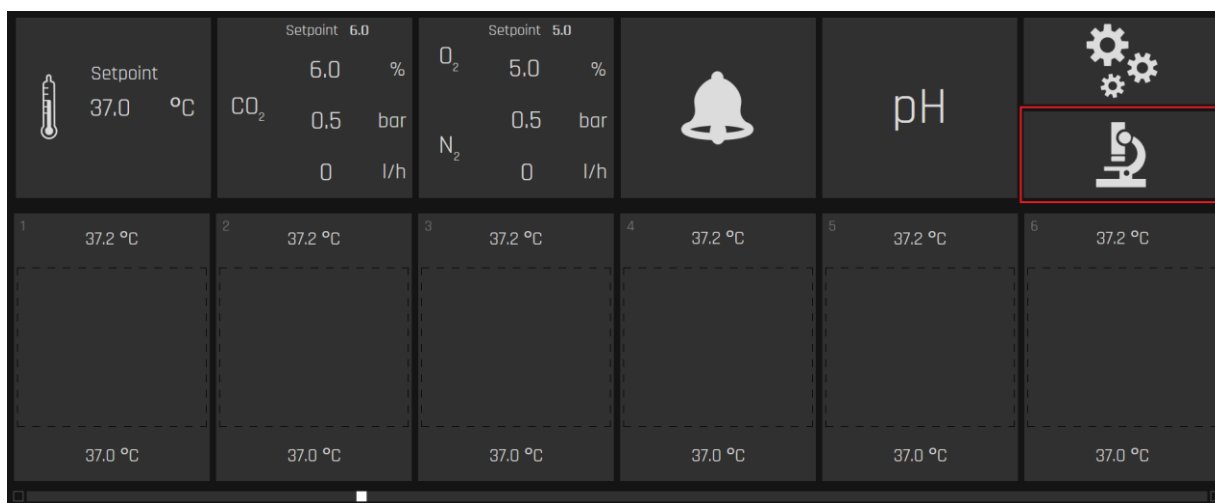 Setpoint
37.0 °C
Setpoint 6.0
6.0 %
CO₂
0.5 bar
0 l/h
Setpoint 5.0
O₂ 5.0 %
0.5 bar
N₂
0 l/h
pH
1 37.2 °C
37.0 °C
2 37.2 °C
37.0 °C
3 37.2 °C
37.0 °C
4 37.2 °C
37.0 °C
5 37.2 °C
37.0 °C
6 37.2 °C
37.0 °C